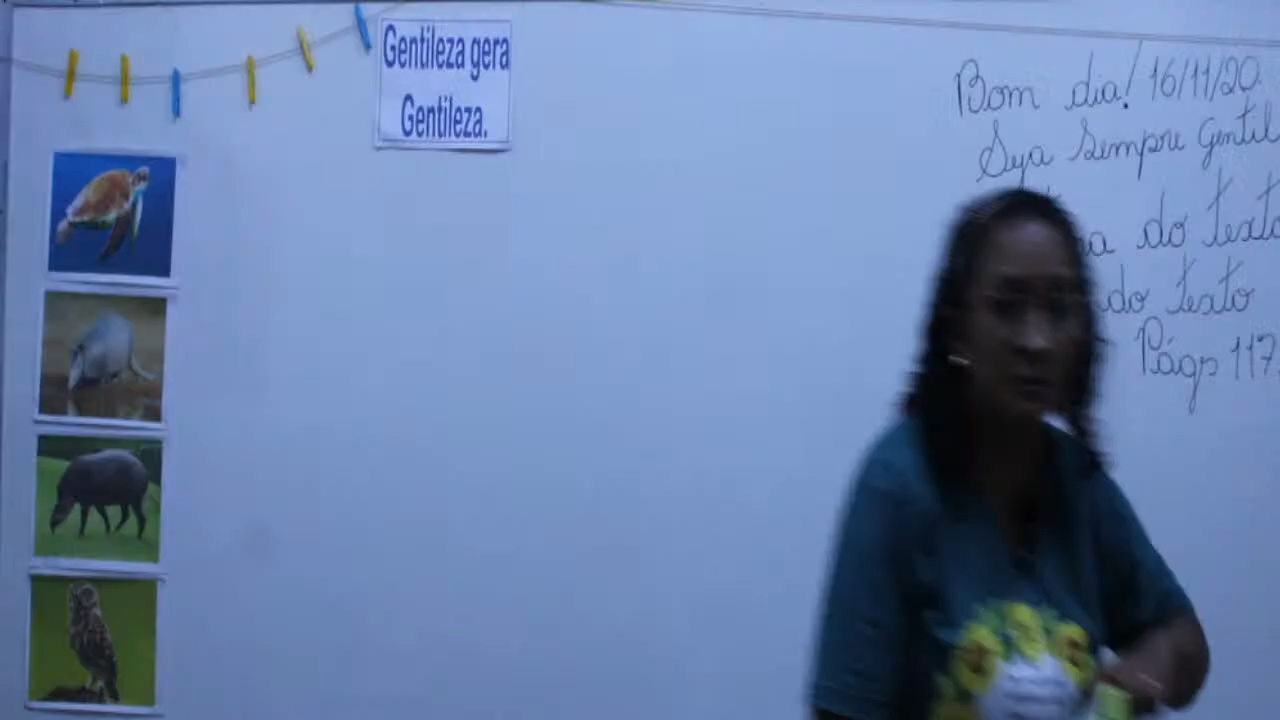 Gentileza gera
Gentileza.
Bom dia! 16/11/20
Seja sempre gentil
do texto
do texto
Págs 117